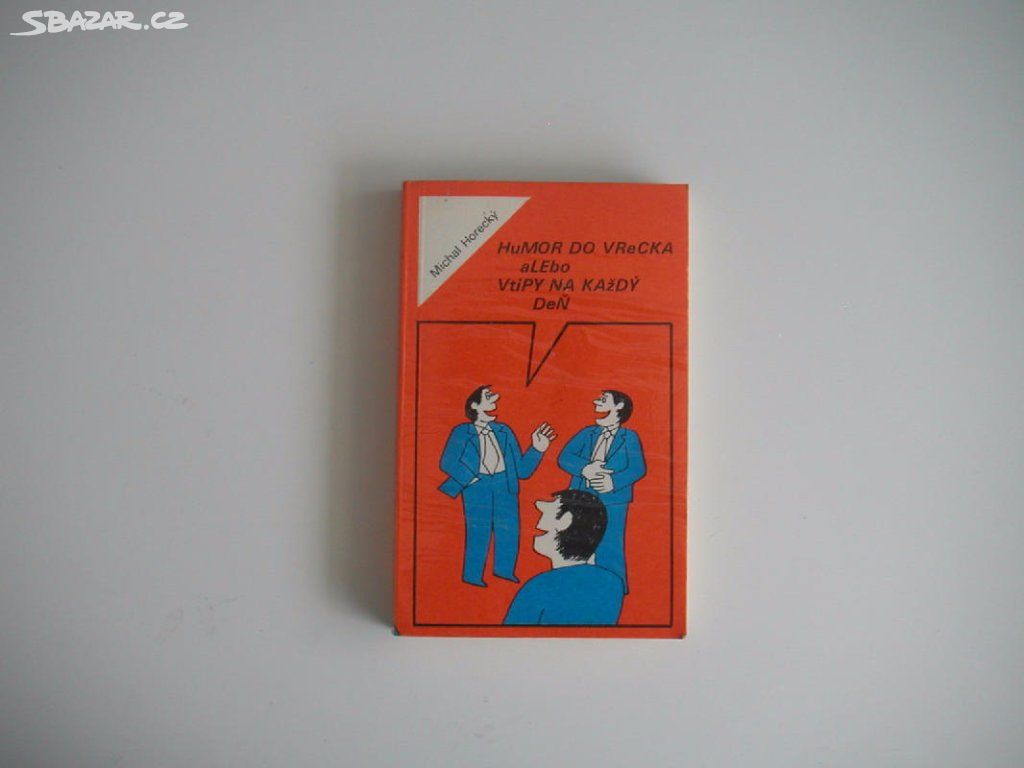 SBAZAR.CZ
Michal Horecký
HuMOR DO VReCKA
aLEbo
VtiPY NA KAžDÝ
DeŇ